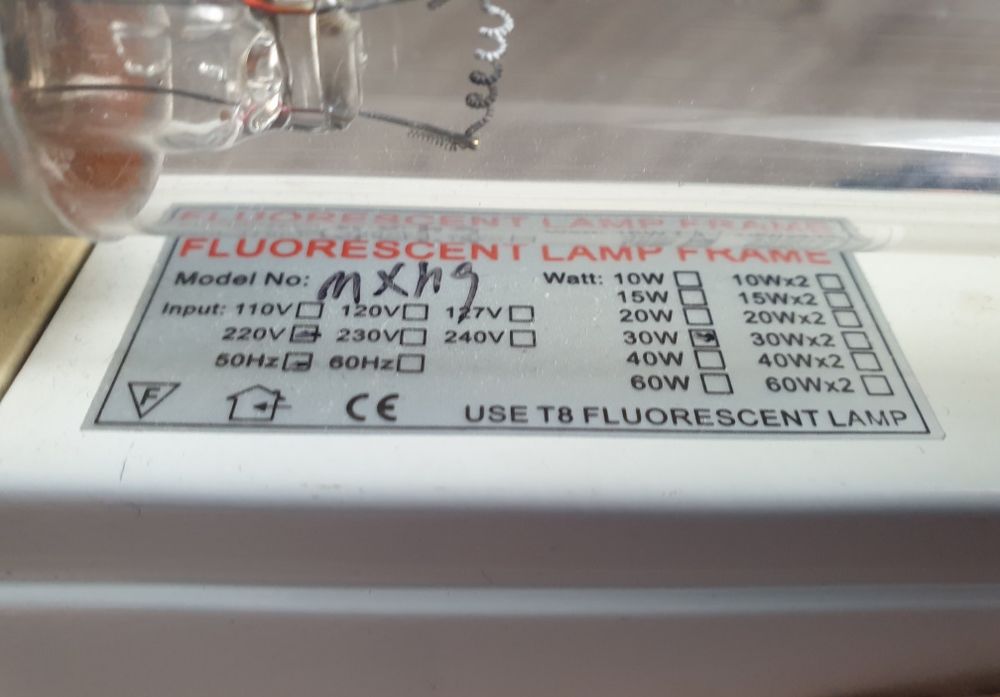 FLUORESCENT LAMP FRAME
Model No: mxhg
Input: 110V 120V 127V
220V 230V 240V
50Hz 60Hz
Watt: 10W 10Wx2
15W 15Wx2
20W 20Wx2
30W 30Wx2
40W 40Wx2
60W 60Wx2
F CE USE T8 FLUORESCENT LAMP